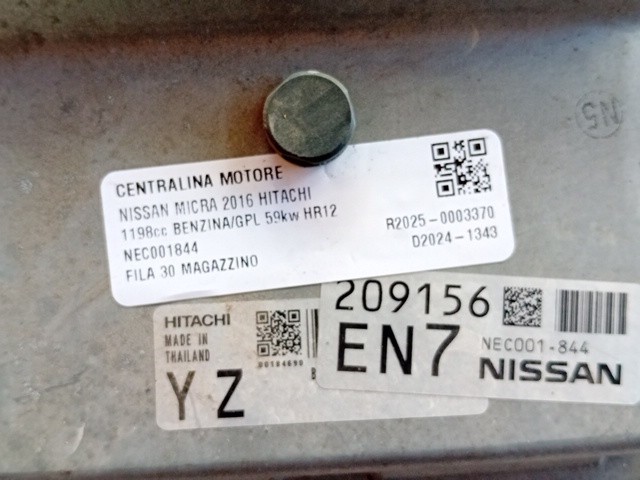 N5
CENTRALINA MOTORE
NISSAN MICRA 2016 HITACHI
1198cc BENZINA/GPL 59kw HR12
NEC001844
FILA 30 MAGAZZINO
R2025-0003370
D2024-1343
209156
EN7
NEC001-844
NISSAN
HITACHI
MADE IN
THAILAND
YZ